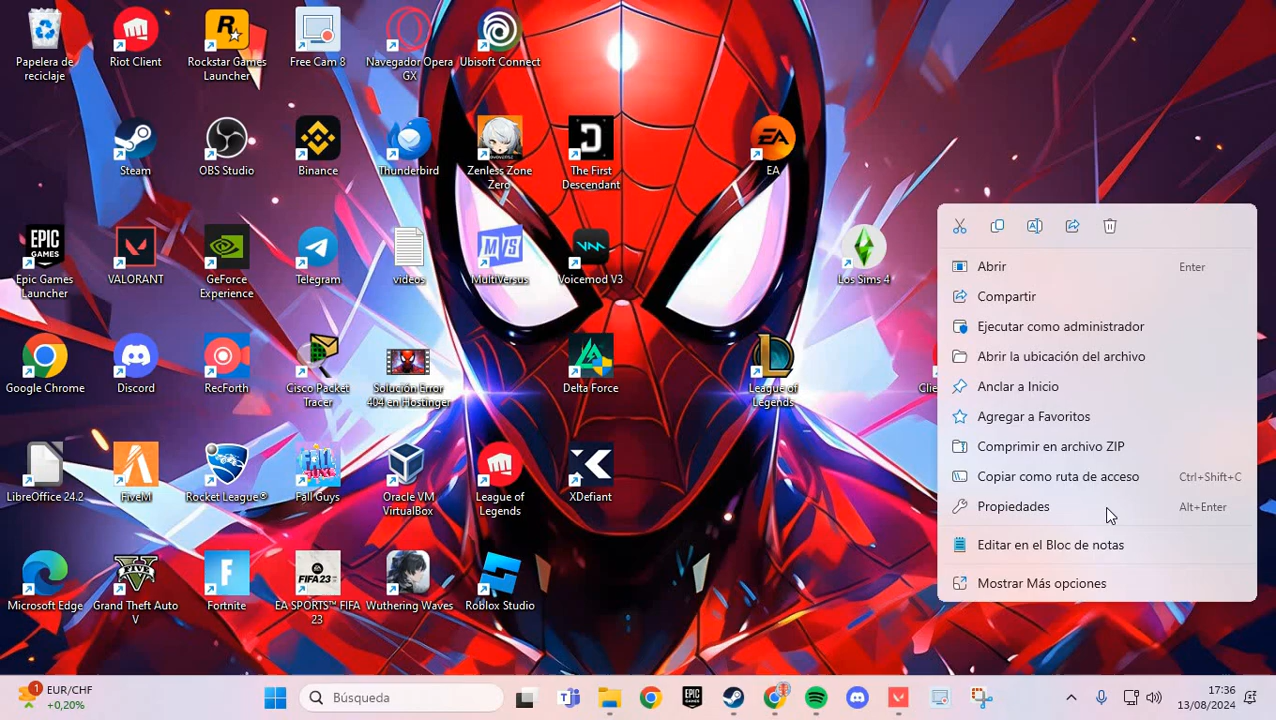 Papelera de
reciclaje
Riot Client
Rockstar Games
Launcher
Free Cam 8
Navegador Opera
GX
Ubisoft Connect
Steam
OBS Studio
Binance
Thunderbird
Zenless Zone
Zero
The First
Descendant
EA
EA
EPIC
GAMES
Epic Games
Launcher
VALORANT
GeForce
Experience
Telegram
videos
MVS
MultiVersus
Voicemod V3
Los Sims 4
Google Chrome
Discord
RecForth
Cisco Packet
Tracer
Solución Error
404 en Hostinger
Delta Force
League of
Legends
Clie
LibreOffice 24.2
FiveM
Rocket League®
Fall Guys
Oracle VM
VirtualBox
League of
Legends
XDefiant
Microsoft Edge
Grand Theft Auto
V
Fortnite
EA SPORTS™ FIFA
23
Wuthering Waves
Roblox Studio
Abrir Enter
Compartir
Ejecutar como administrador
Abrir la ubicación del archivo
Anclar a Inicio
Agregar a Favoritos
Comprimir en archivo ZIP
Copiar como ruta de acceso Ctrl+Shift+C
Propiedades Alt+Enter
Editar en el Bloc de notas
Mostrar Más opciones
1
EUR/CHF
+0,20%
Búsqueda
17:36
13/08/2024